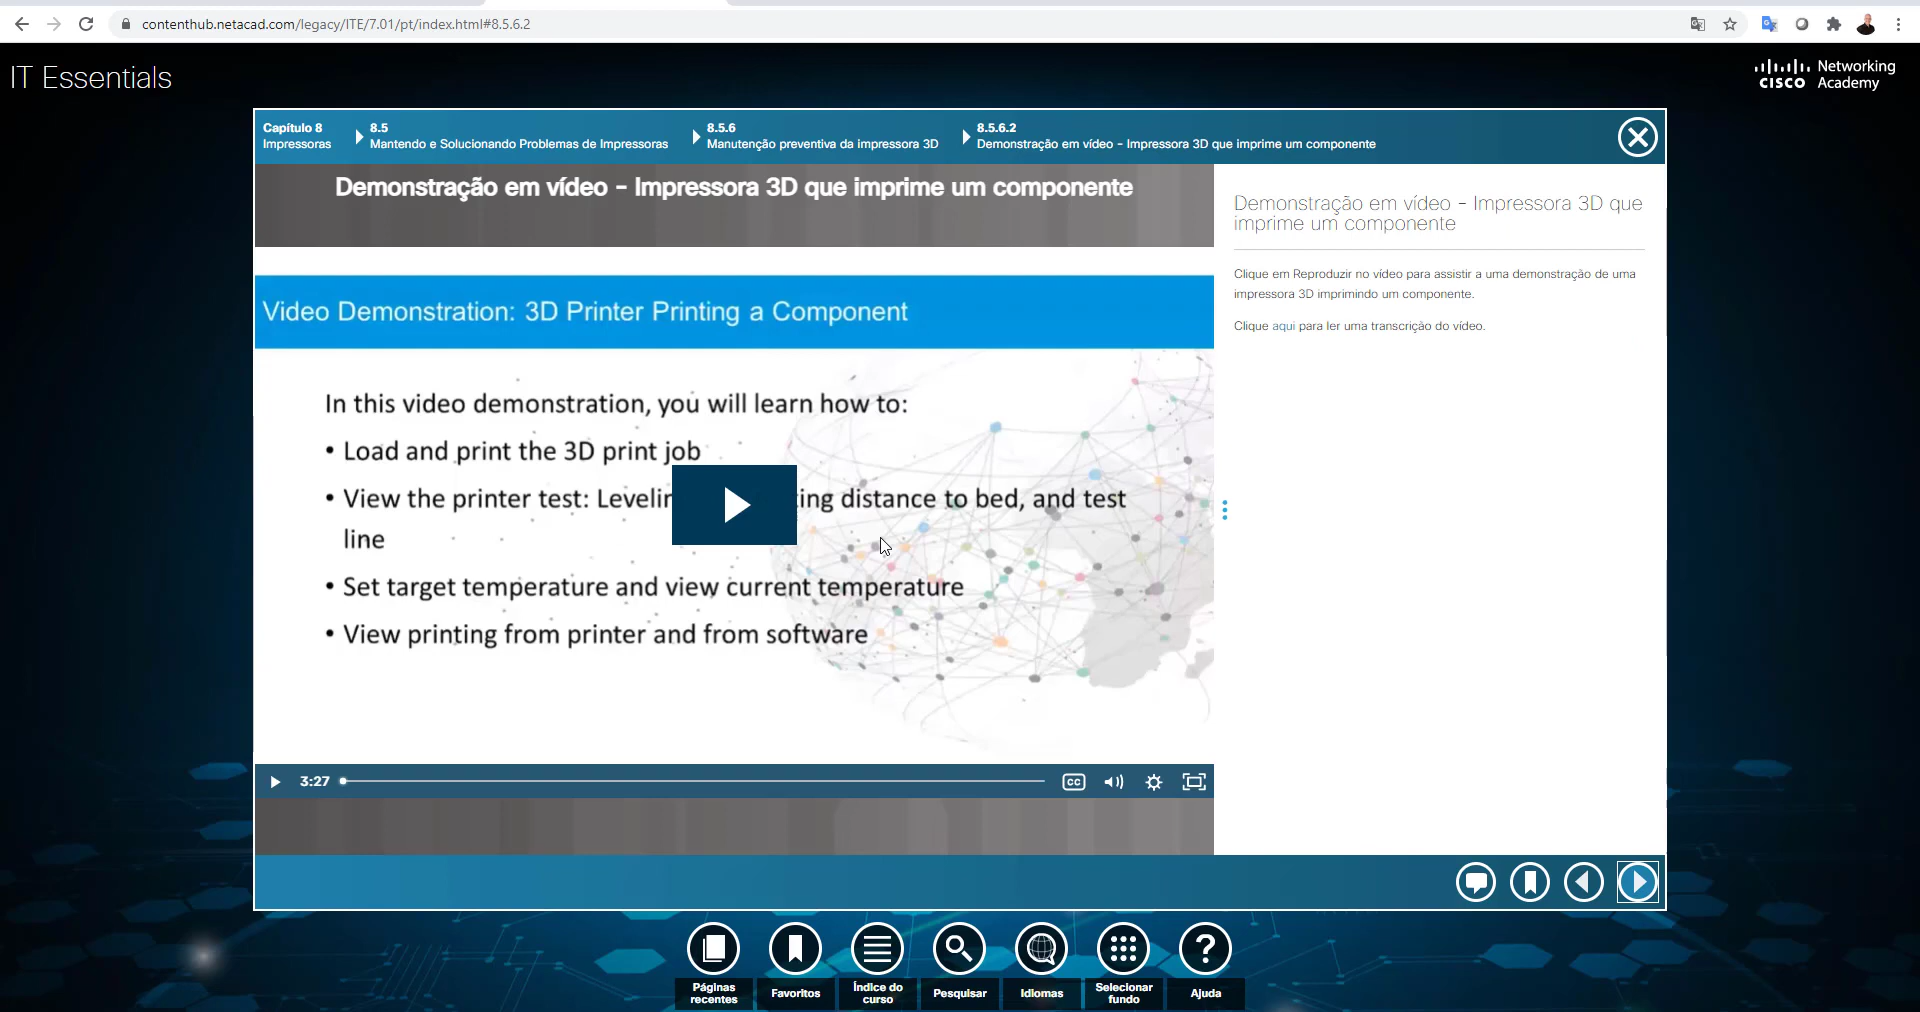 contenthub.netacad.com/legacy/ITE/7.01/pt/index.html#8.5.6.2
IT Essentials
Networking
CISCO Academy
Capítulo 8
Impressoras
8.5
Mantendo e Solucionando Problemas de Impressoras
8.5.6
Manutenção preventiva da impressora 3D
8.5.6.2
Demonstração em vídeo - Impressora 3D que imprime um componente
Demonstração em vídeo - Impressora 3D que imprime um componente
Video Demonstration: 3D Printer Printing a Component
In this video demonstration, you will learn how to:
• Load and print the 3D print job
• View the printer test: distance to bed, and test
line
• Set target temperature and view current temperature
• View printing from printer and from software
3:27
CC
Demonstração em vídeo - Impressora 3D que
imprime um componente
Clique em Reproduzir no vídeo para assistir a uma demonstração de uma
impressora 3D imprimindo um componente.
Clique aqui para ler uma transcrição do vídeo.
Páginas
recentes
Favoritos
Índice do
curso
Pesquisar
Idiomas
Selecionar
fundo
Ajuda